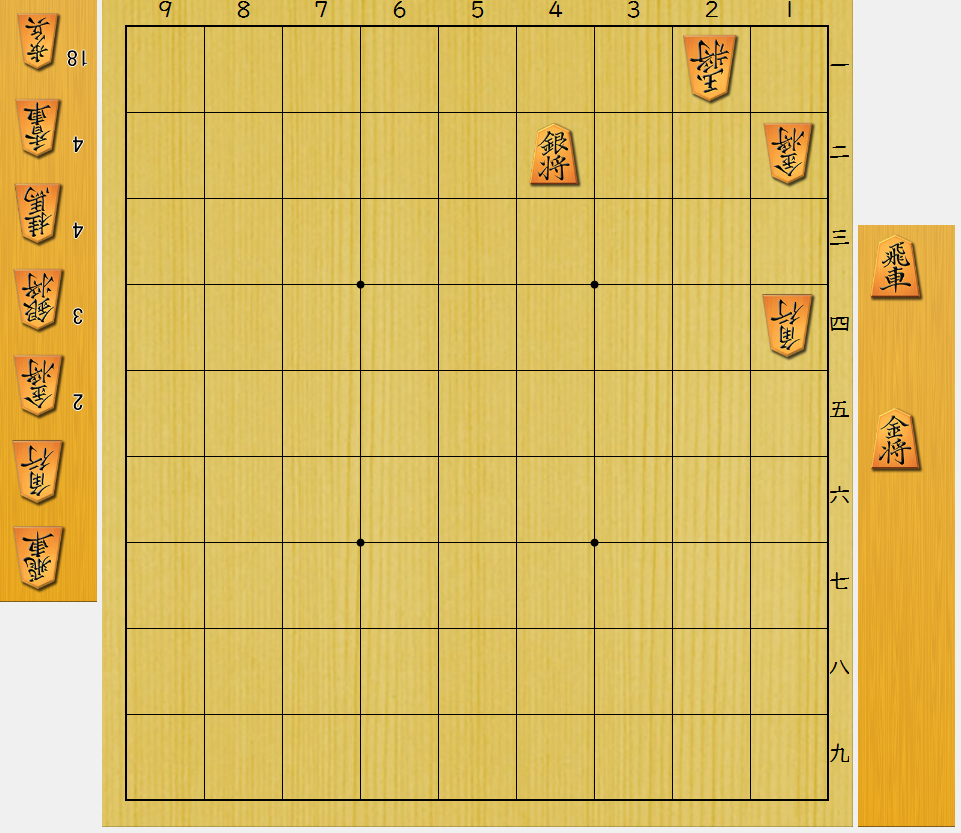 9 8 7 6 5 4 3 2 1
歩兵 18
香車 4
桂馬 4
銀将 3
金将 2
角行
飛車
玉将 一
銀将 金将 二
三
角行 四
五
六
七
八
九
飛車
金将